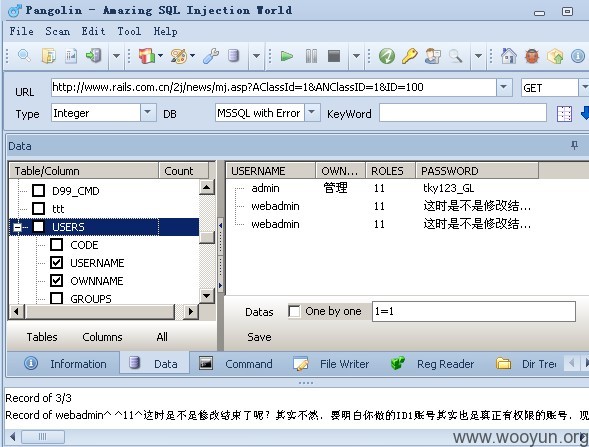 Pangolin - Amazing SQL Injection World
File Scan Edit Tool Help
URL http://www.rails.com.cn/2j/news/mj.asp?AClassId=1&ANClassID=1&ID=100 GET
Type Integer DB MSSQL with Error KeyWord
Data
Table/Column Count USERNAME OWN... ROLES PASSWORD
D99_CMD admin 管理 11 tky123_GL
ttt webadmin 11 这时是不是修改结...
USERS webadmin 11 这时是不是修改结...
CODE
USERNAME
OWNNAME
GROUPS
Datas One by one 1=1
Tables Columns All Save
Information Data Command File Writer Reg Reader Dir Tre
Record of 3/3
Record of webadmin^ ^11^这时是不是修改结束了呢? 其实不然, 要明白你做的ID1账号其实也是真正有权限的账号, 现
www.wooyun.org